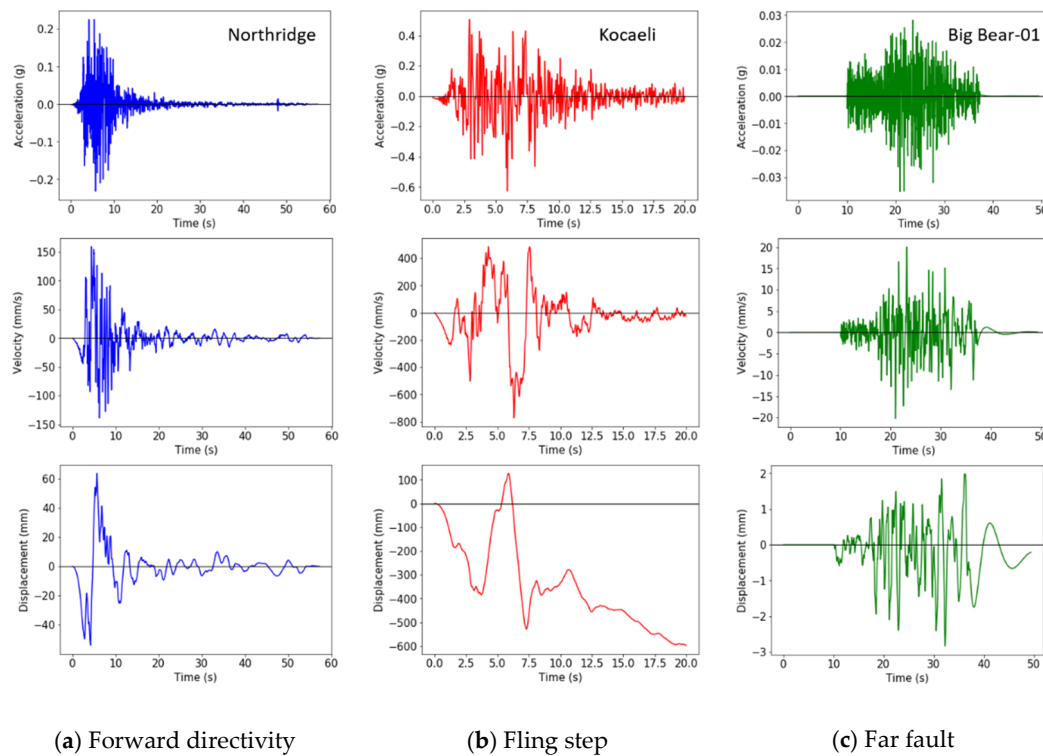 Northridge
Acceleration (g)
0.2
0.1
0.0
−0.1
−0.2
0 10 20 30 40 50 60
Time (s)
Kocaeli
Acceleration (g)
0.4
0.2
0.0
−0.2
−0.4
−0.6
0.0 2.5 5.0 7.5 10.0 12.5 15.0 17.5 20.0
Time (s)
Big Bear-01
Acceleration (g)
0.03
0.02
0.01
0.00
−0.01
−0.02
−0.03
0 10 20 30 40 50
Time (s)
Velocity (mm/s)
150
100
50
0
−50
−100
−150
0 10 20 30 40 50 60
Time (s)
Velocity (mm/s)
400
200
0
−200
−400
−600
−800
0.0 2.5 5.0 7.5 10.0 12.5 15.0 17.5 20.0
Time (s)
Velocity (mm/s)
20
15
10
5
0
−5
−10
−15
−20
0 10 20 30 40 50
Time (s)
Displacement (mm)
60
40
20
0
−20
−40
0 10 20 30 40 50 60
Time (s)
Displacement (mm)
100
0
−100
−200
−300
−400
−500
−600
0.0 2.5 5.0 7.5 10.0 12.5 15.0 17.5 20.0
Time (s)
Displacement (mm)
2
1
0
−1
−2
−3
0 10 20 30 40 50
Time (s)
(a) Forward directivity
(b) Fling step
(c) Far fault